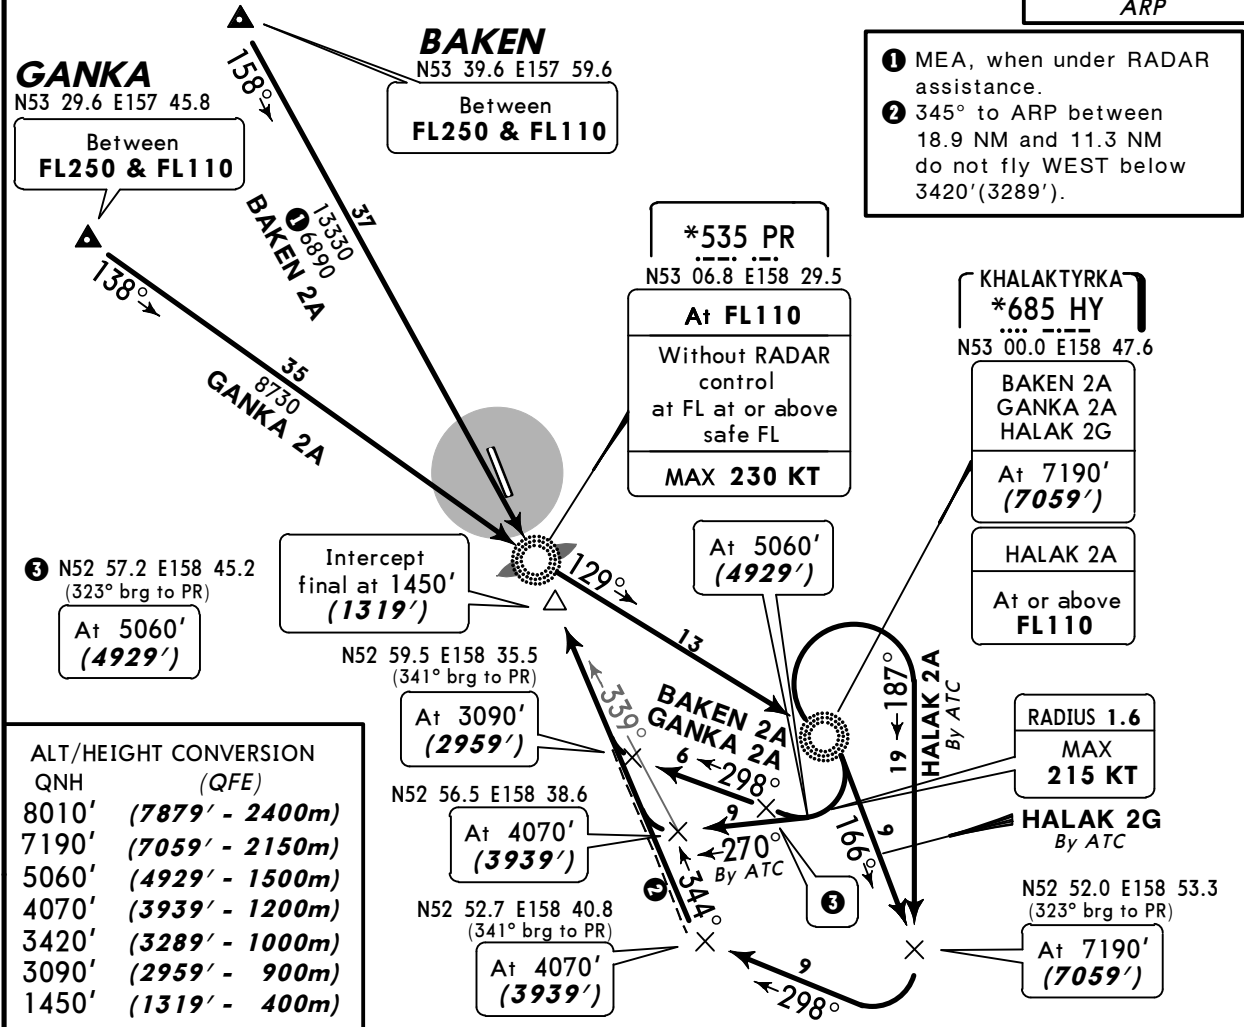 ARP
❶ MEA, when under RADAR
assistance.
❷ 345° to ARP between
18.9 NM and 11.3 NM
do not fly WEST below
3420'(3289').
BAKEN
N53 39.6 E157 59.6
Between
FL250 & FL110
GANKA
N53 29.6 E157 45.8
Between
FL250 & FL110
158°
37
13330
❶6890
BAKEN 2A
138°
35
8730
GANKA 2A
*535 PR
N53 06.8 E158 29.5
At FL110
Without RADAR
control
at FL at or above
safe FL
MAX 230 KT
KHALAKTYRKA
*685 HY
N53 00.0 E158 47.6
BAKEN 2A
GANKA 2A
HALAK 2G
At 7190'
(7059')
HALAK 2A
At or above
FL110
❸ N52 57.2 E158 45.2
(323° brg to PR)
At 5060'
(4929')
Intercept
final at 1450'
(1319')
129°
13
At 5060'
(4929')
N52 59.5 E158 35.5
(341° brg to PR)
At 3090'
(2959')
339°
BAKEN 2A
GANKA 2A
6
298°
187°
19
HALAK 2A
By ATC
RADIUS 1.6
MAX
215 KT
N52 56.5 E158 38.6
At 4070'
(3939')
9
270°
By ATC
166°
9
HALAK 2G
By ATC
❷
344°
❸
N52 52.7 E158 40.8
(341° brg to PR)
At 4070'
(3939')
9
298°
N52 52.0 E158 53.3
(323° brg to PR)
At 7190'
(7059')
ALT/HEIGHT CONVERSION
QNH (QFE)
8010' (7879' - 2400m)
7190' (7059' - 2150m)
5060' (4929' - 1500m)
4070' (3939' - 1200m)
3420' (3289' - 1000m)
3090' (2959' - 900m)
1450' (1319' - 400m)